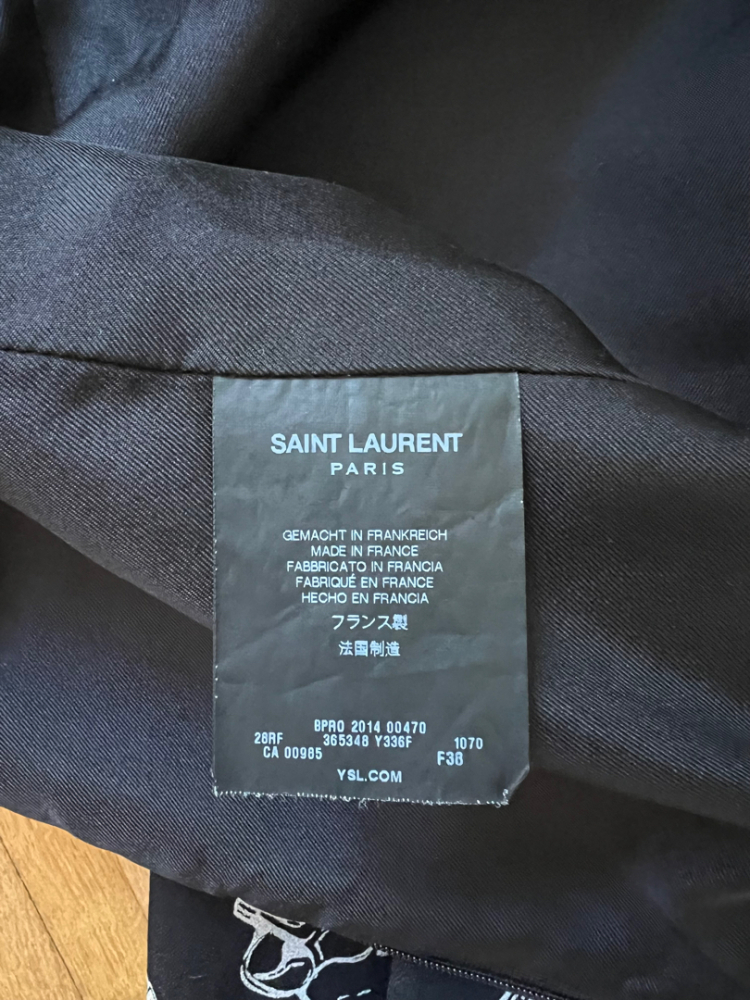 SAINT LAURENT
PARIS
GEMACHT IN FRANKREICH
MADE IN FRANCE
FABBRICATO IN FRANCIA
FABRIQUÉ EN FRANCE
HECHO EN FRANCIA
フランス製
法国制造
BPRO 2014 00470
28RF 365348 Y336F 1070
CA 00985 F38
YSL.COM